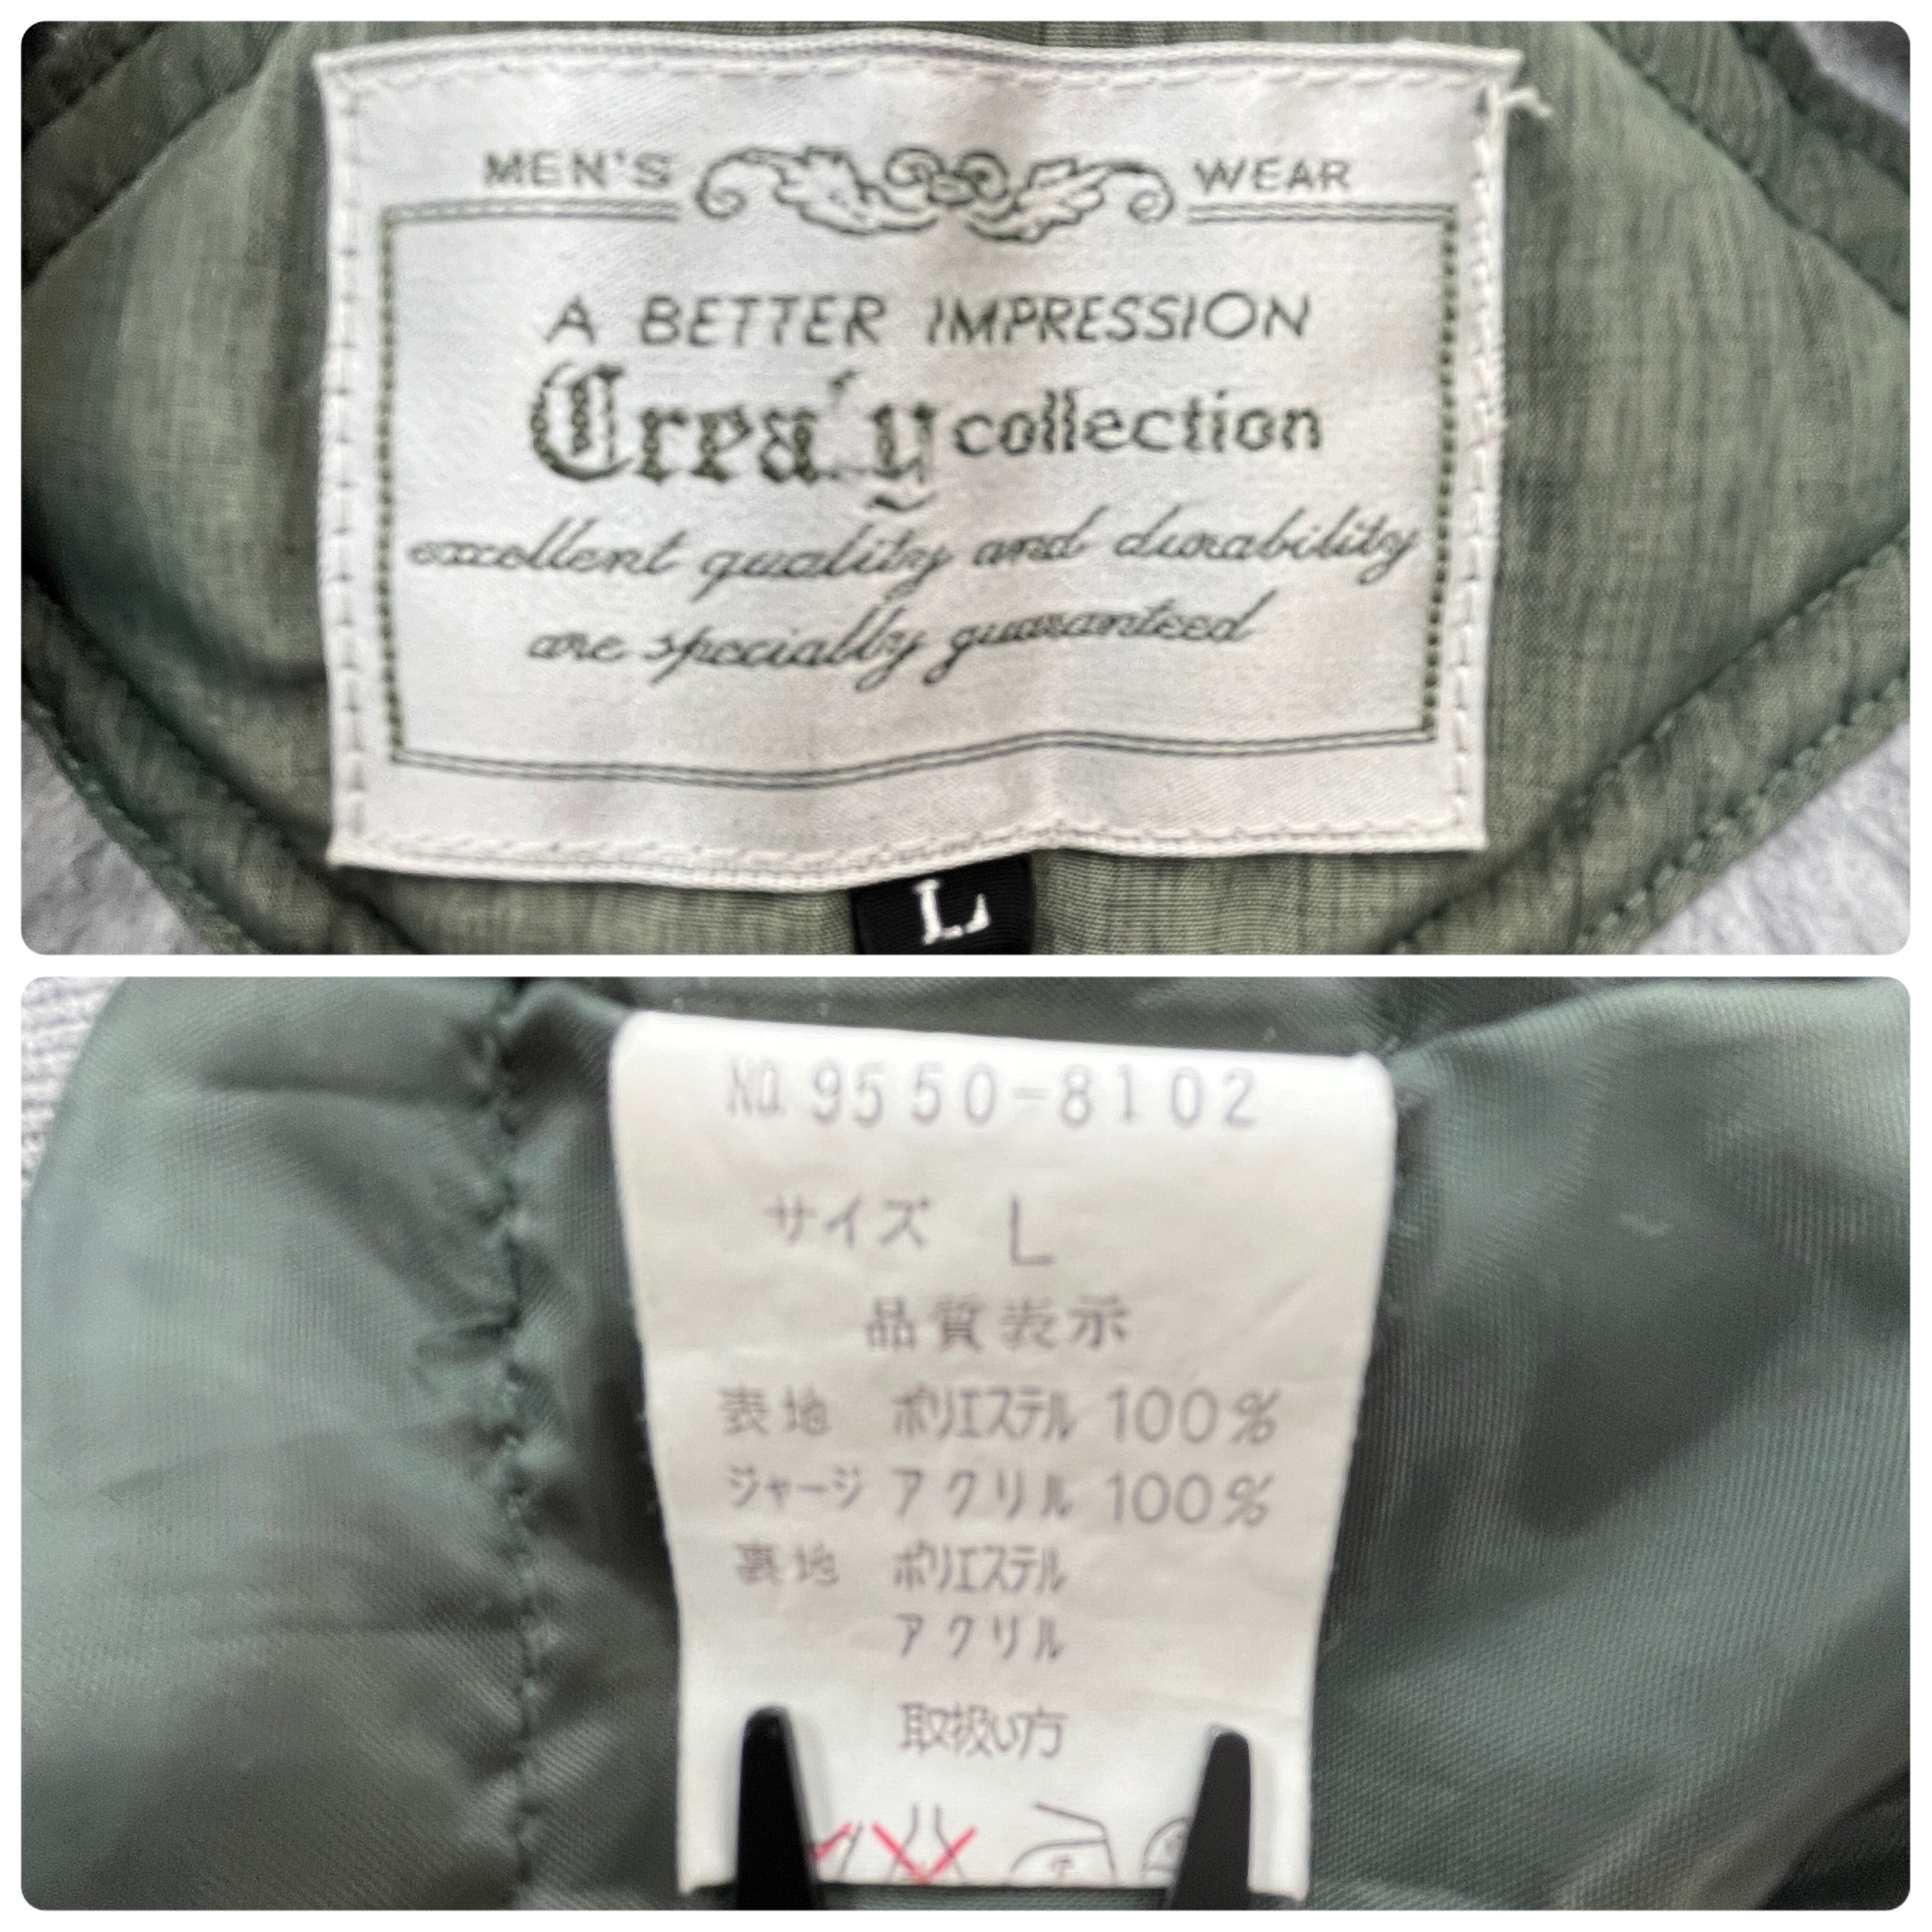 MEN'S WEAR
A BETTER IMPRESSION
Crea'y collection
excellent quality and durability
are specially guaranteed
L
No. 9550-8102
サイズ L
品質表示
表地 ポリエステル 100%
ジャージ アクリル 100%
裏地 ポリエステル
アクリル
取扱い方